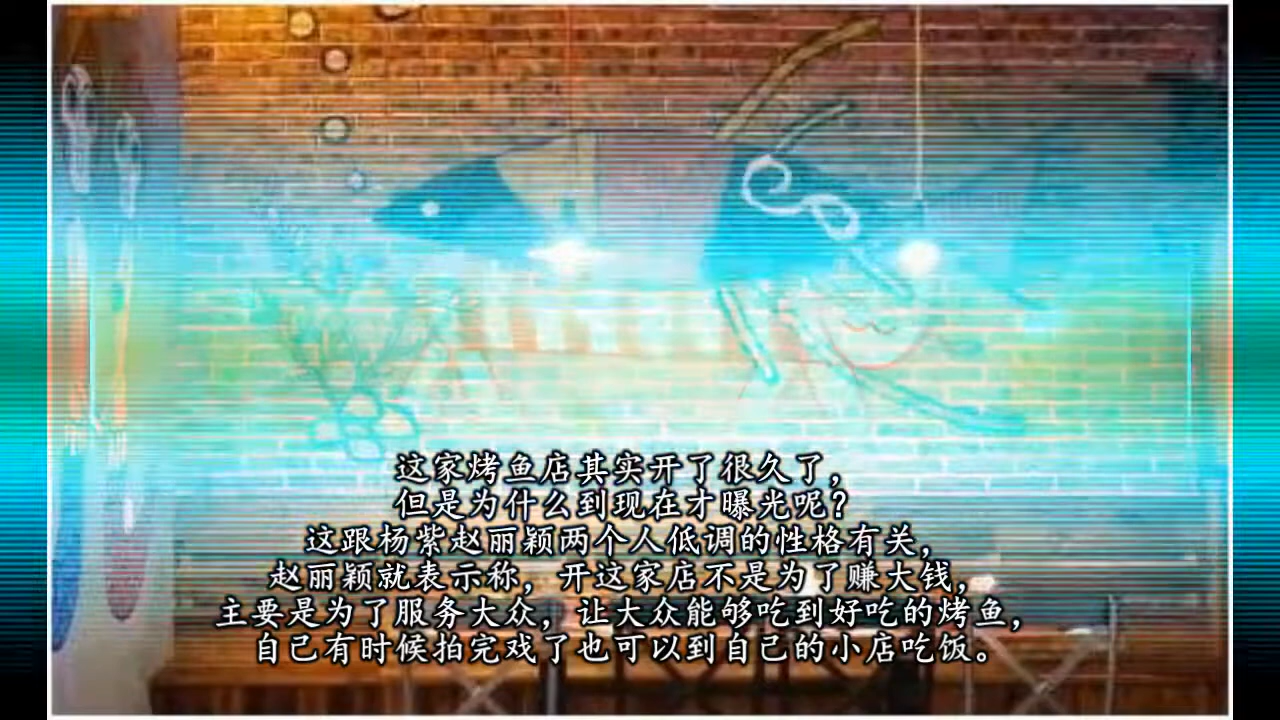 这家烤鱼店其实开了很久了，
但是为什么到现在才曝光呢？
这跟杨紫赵丽颖两个人低调的性格有关，
赵丽颖就表示称，开这家店不是为了赚大钱，
主要是为了服务大众，让大众能够吃到好吃的烤鱼，
自己有时候拍完戏了也可以到自己的小店吃饭。